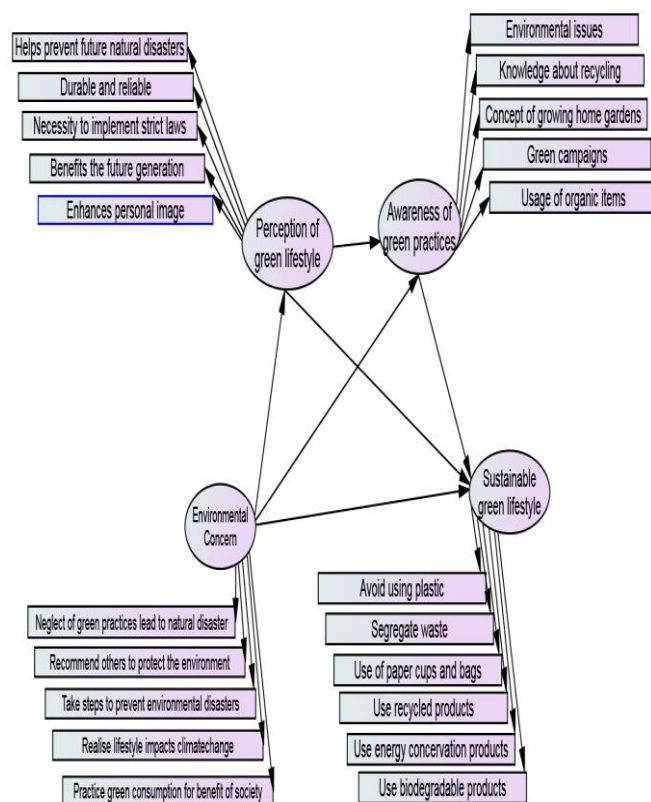 Helps prevent future natural disasters
Durable and reliable
Necessity to implement strict laws
Benefits the future generation
Enhances personal image
Perception of
green lifestyle
Environmental issues
Knowledge about recycling
Concept of growing home gardens
Green campaigns
Usage of organic items
Awareness of
green practices
Environmental
Concern
Neglect of green practices lead to natural disaster
Recommend others to protect the environment
Take steps to prevent environmental disasters
Realise lifestyle impacts climatechange
Practice green consumption for benefit of society
Sustainable
green lifestyle
Avoid using plastic
Segregate waste
Use of paper cups and bags
Use recycled products
Use energy concervation products
Use biodegradable products